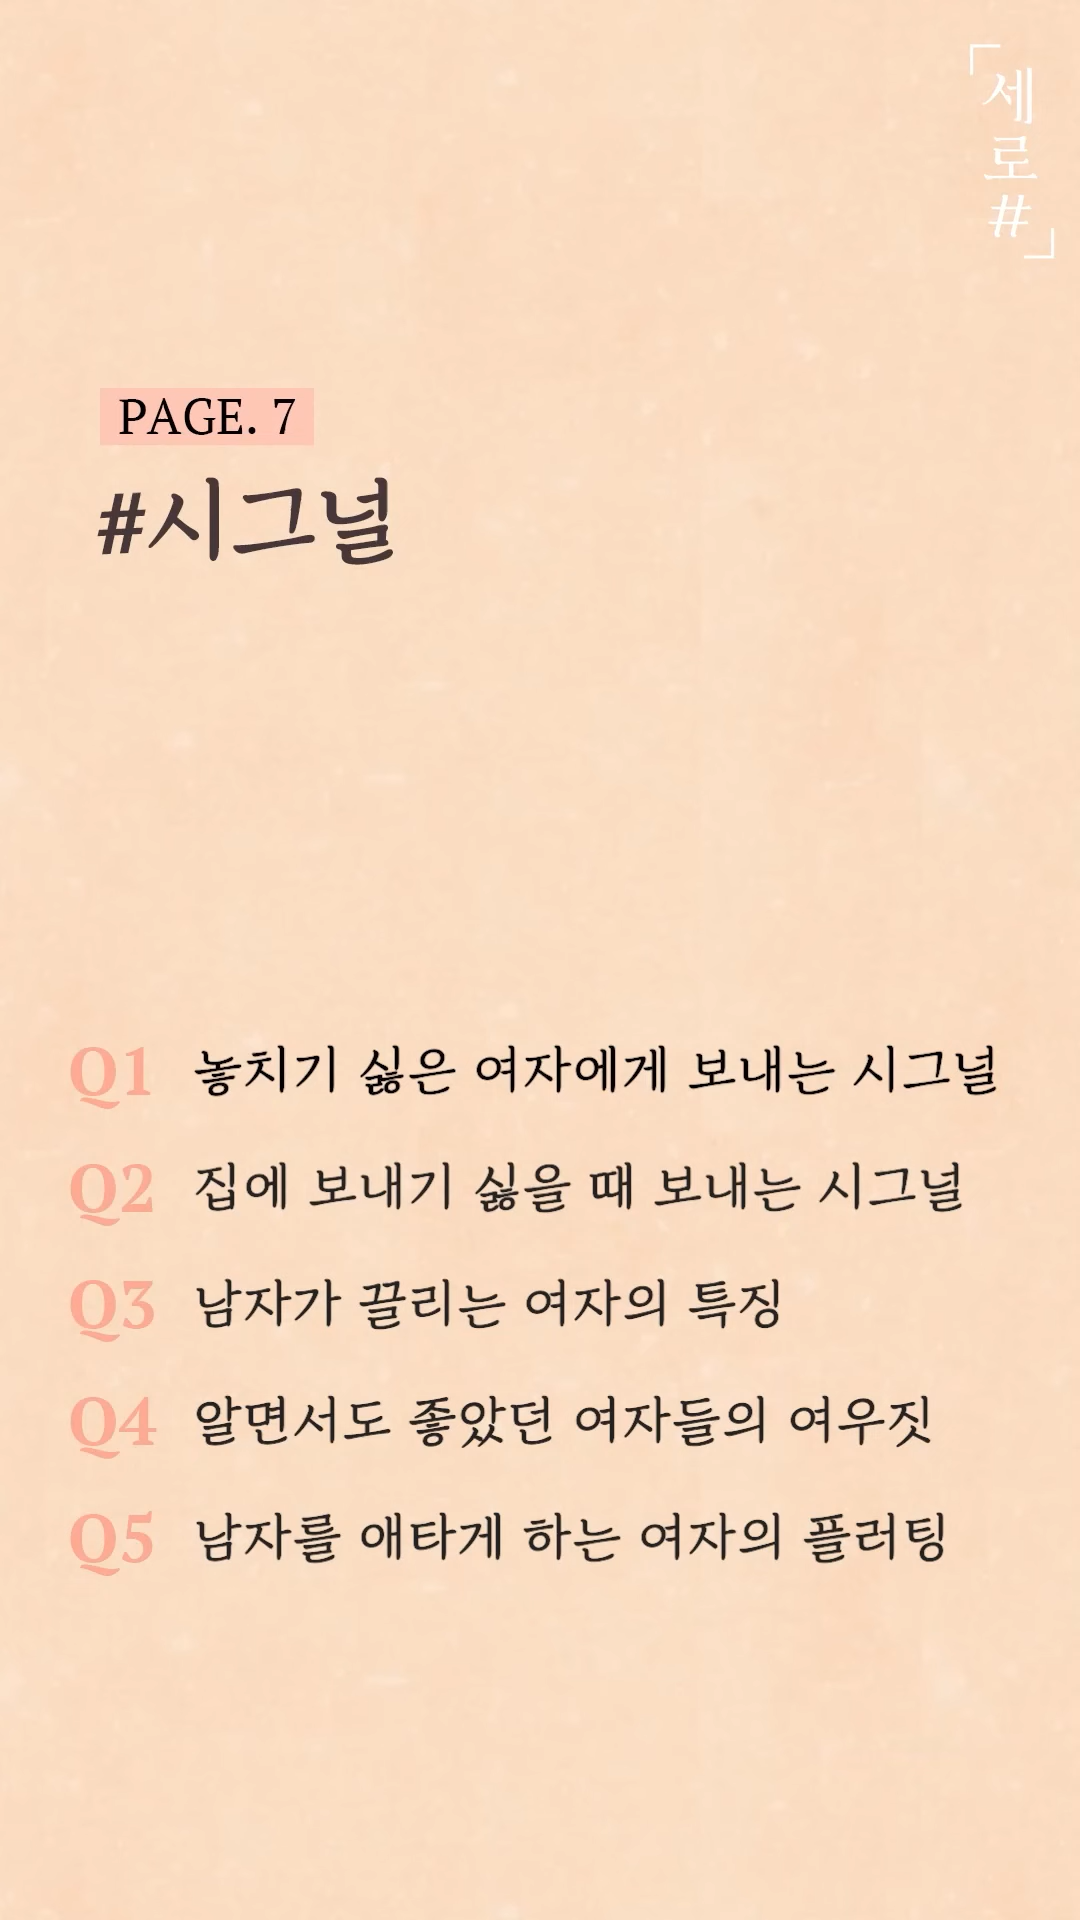 세로#
PAGE. 7
#시그널
Q1 놓치기 싫은 여자에게 보내는 시그널
Q2 집에 보내기 싫을 때 보내는 시그널
Q3 남자가 끌리는 여자의 특징
Q4 알면서도 좋았던 여자들의 여우짓
Q5 남자를 애타게 하는 여자의 플러팅